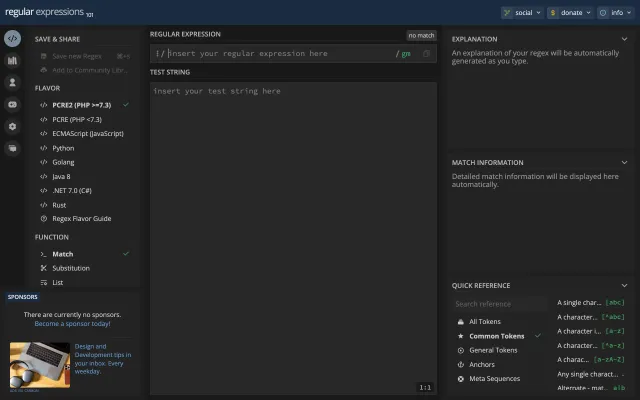 regular expressions 101
social
donate
info
SAVE & SHARE
Save new Regex ⌘+S
Add to Community Libr...
FLAVOR
PCRE2 (PHP >=7.3)
PCRE (PHP <7.3)
ECMAScript (JavaScript)
Python
Golang
Java 8
.NET 7.0 (C#)
Rust
Regex Flavor Guide
FUNCTION
Match
Substitution
List
SPONSORS
There are currently no sponsors.
Become a sponsor today!
Design and
Development tips in
your inbox. Every
weekday.
REGULAR EXPRESSION
no match
/ insert your regular expression here / gm
TEST STRING
insert your test string here
1:1
EXPLANATION
An explanation of your regex will be automatically
generated as you type.
MATCH INFORMATION
Detailed match information will be displayed here
automatically.
QUICK REFERENCE
Search reference
All Tokens
Common Tokens
General Tokens
Anchors
Meta Sequences
A single char... [abc]
A character... [^abc]
A character i... [a-z]
A character... [^a-z]
A charac... [a-zA-Z]
Any single charact... .
Alternate - mat... a|b